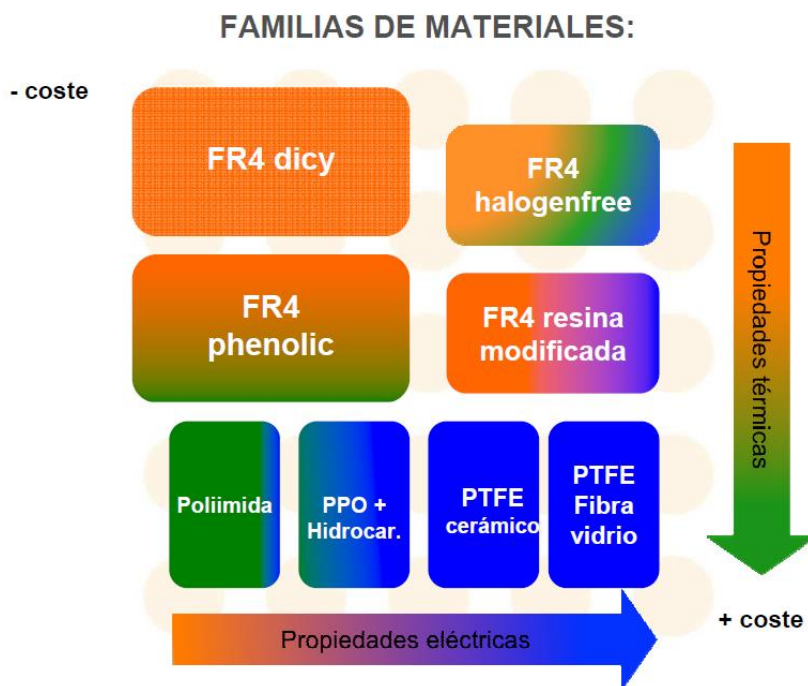 FAMILIAS DE MATERIALES:
- coste
FR4 dicy
FR4
halogenfree
FR4
phenolic
FR4 resina
modificada
Propiedades térmicas
Poliimida
PPO +
Hidrocar.
PTFE
cerámico
PTFE
Fibra
vidrio
+ coste
Propiedades eléctricas